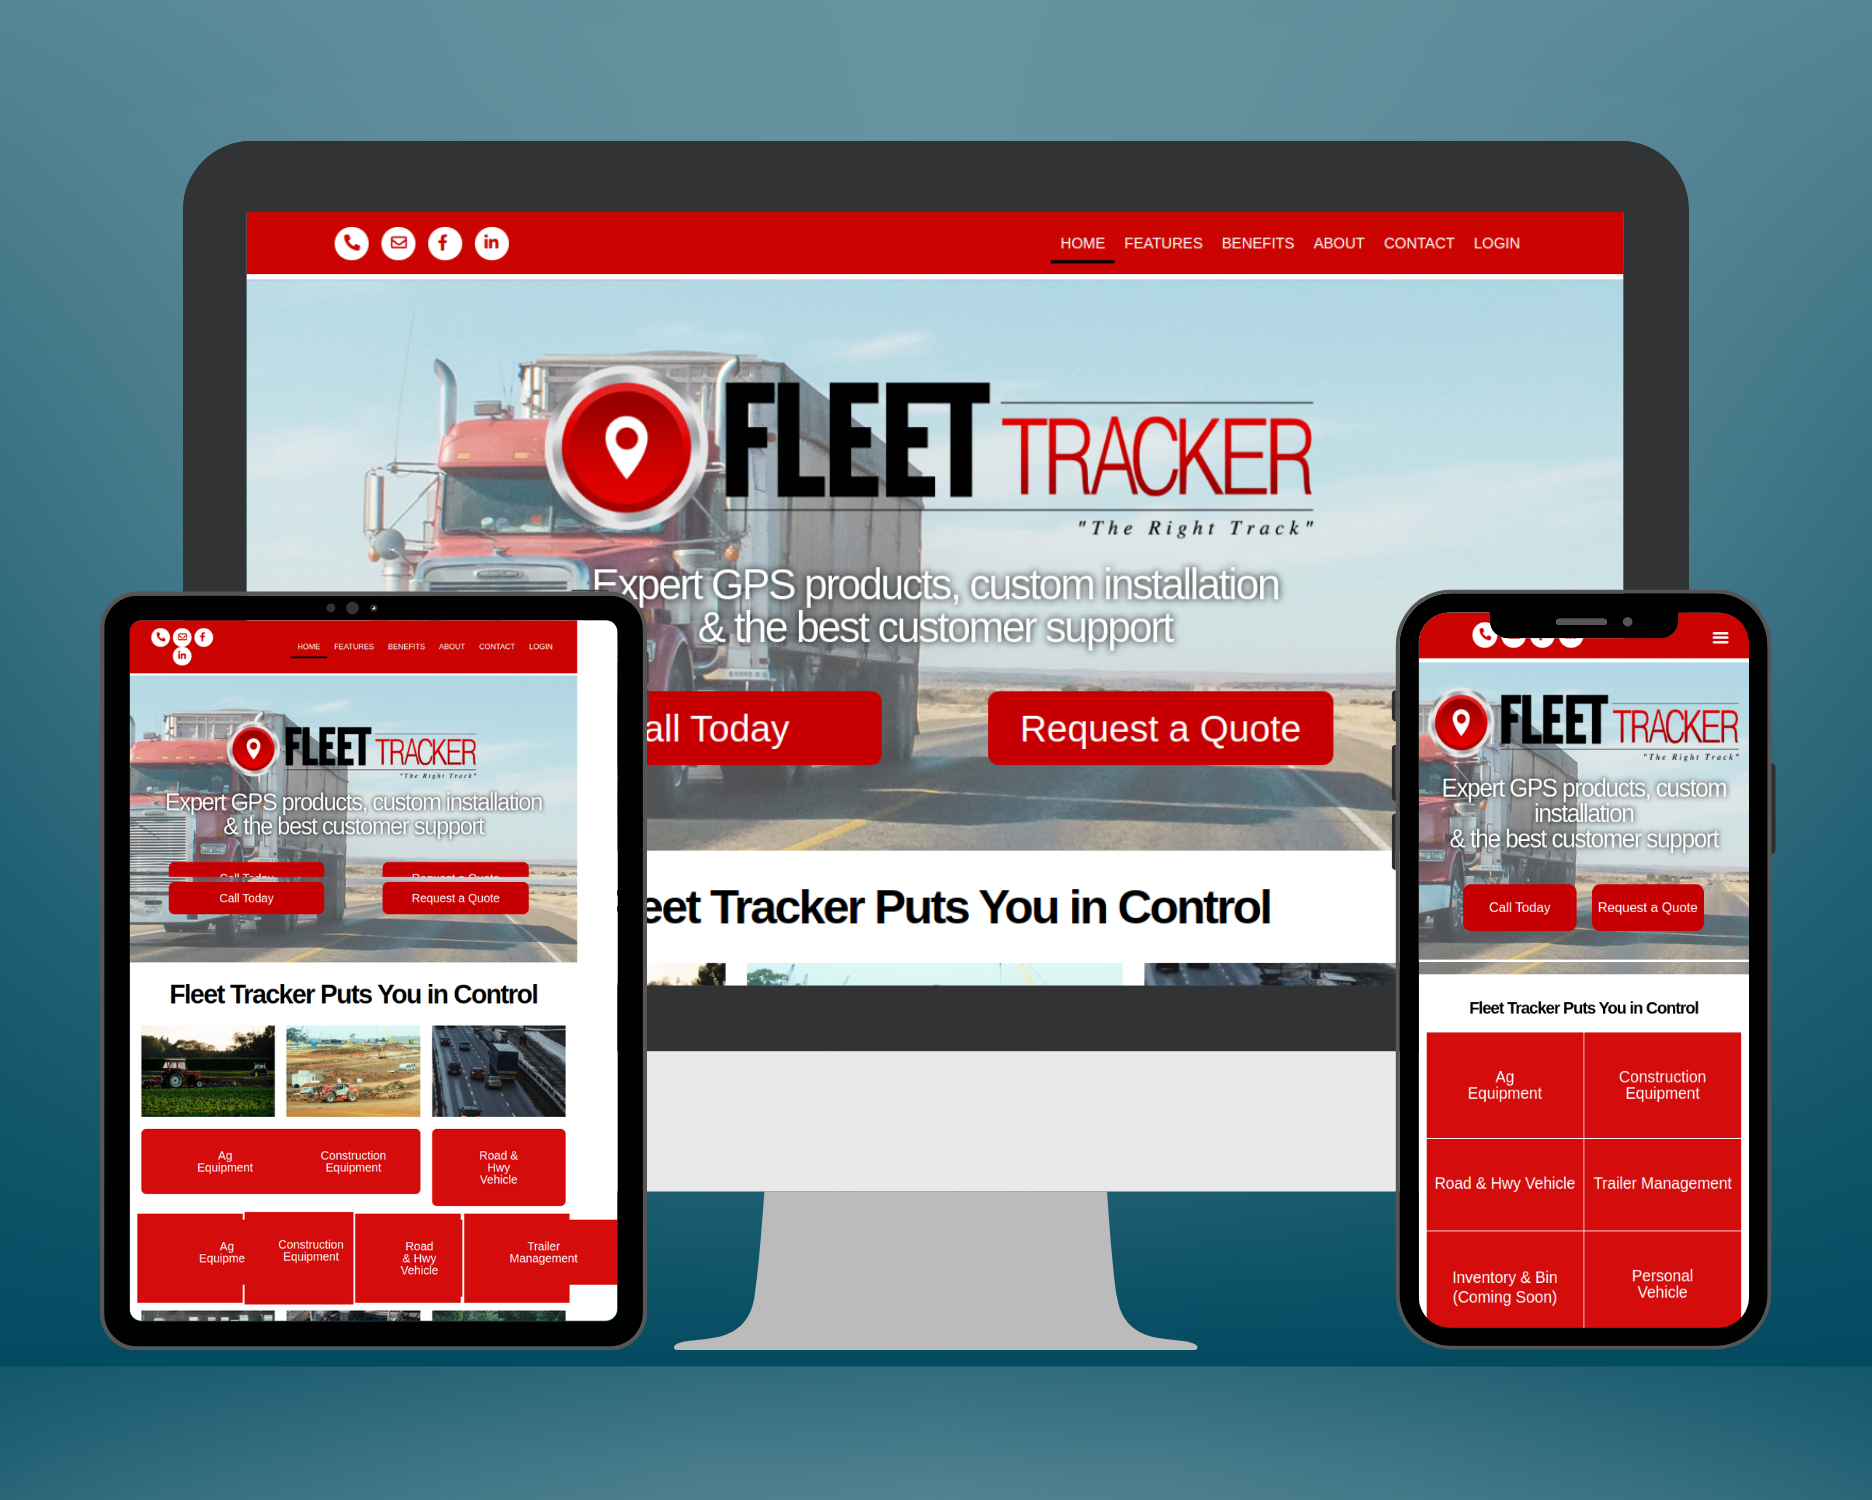 HOME FEATURES BENEFITS ABOUT CONTACT LOGIN
FLEET TRACKER
"The Right Track"
Expert GPS products, custom installation
& the best customer support
all Today
Request a Quote
eet Tracker Puts You in Control
HOME FEATURES BENEFITS ABOUT CONTACT LOGIN
FLEET TRACKER
"The Right Track"
Expert GPS products, custom installation
& the best customer support
Call Today
Request a Quote
Call Today
Request a Quote
Fleet Tracker Puts You in Control
Ag
Equipment
Construction
Equipment
Road &
Hwy
Vehicle
Ag
Equipme
Construction
Equipment
Road
& Hwy
Vehicle
Trailer
Management
FLEET TRACKER
"The Right Track"
Expert GPS products, custom
installation
& the best customer support
Call Today
Request a Quote
Fleet Tracker Puts You in Control
Ag
Equipment
Construction
Equipment
Road & Hwy Vehicle
Trailer Management
Inventory & Bin
(Coming Soon)
Personal
Vehicle